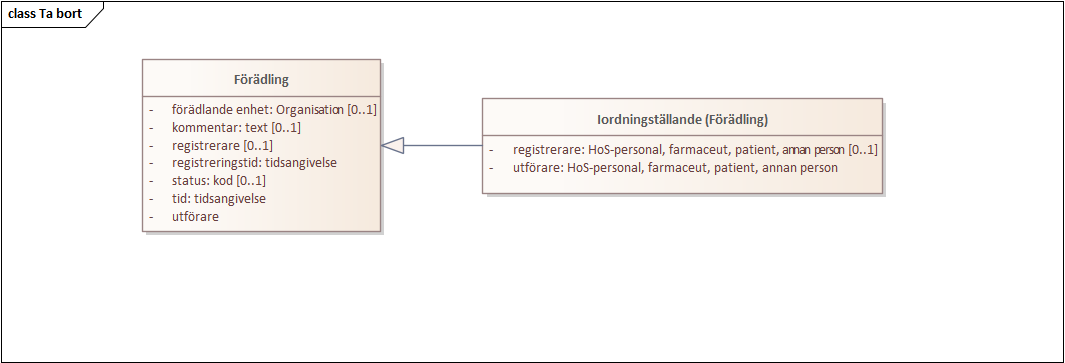 class Ta bort
Förädling
- förädlande enhet: Organisation [0..1]
- kommentar: text [0..1]
- registrerare [0..1]
- registreringstid: tidsangivelse
- status: kod [0..1]
- tid: tidsangivelse
- utförare
Iordningställande (Förädling)
- registrerare: HoS-personal, farmaceut, patient, annan person [0..1]
- utförare: HoS-personal, farmaceut, patient, annan person